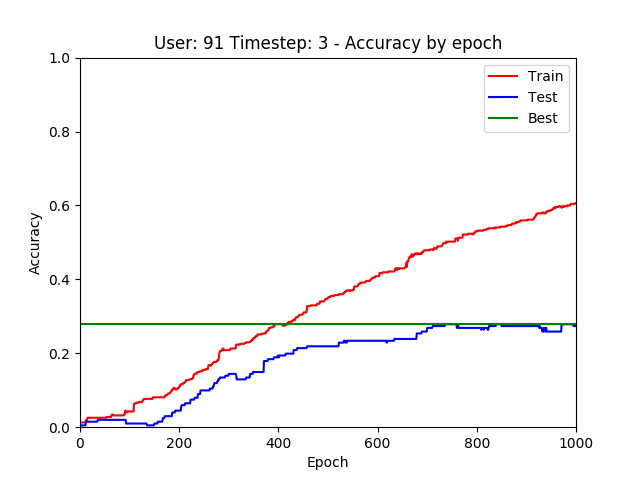 User: 91 Timestep: 3 - Accuracy by epoch
1.0
0.8
0.6
0.4
0.2
0.0
Accuracy
Train
Test
Best
0 200 400 600 800 1000
Epoch